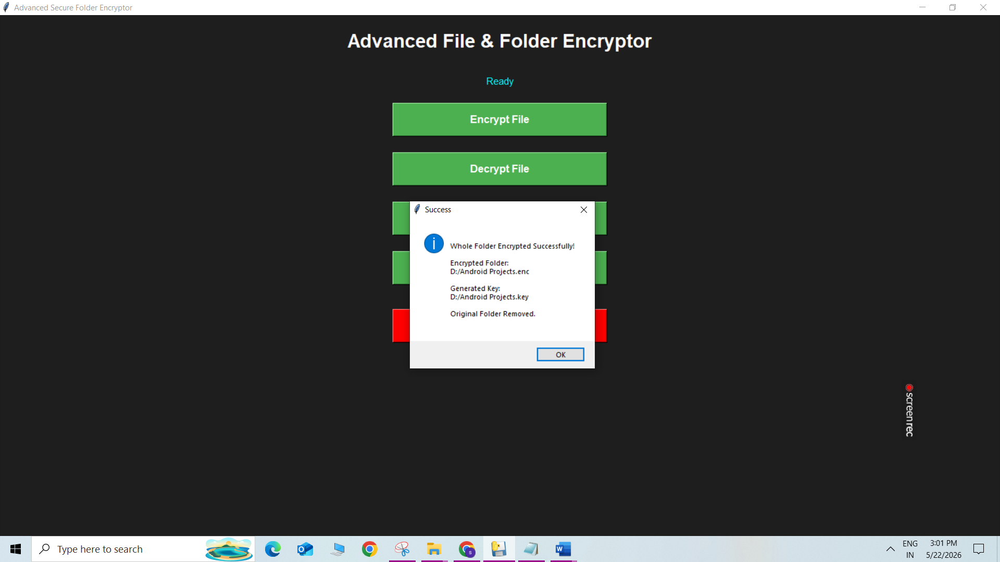 Advanced Secure Folder Encryptor
Advanced File & Folder Encryptor
Ready
Encrypt File
Decrypt File
Success
Whole Folder Encrypted Successfully!
Encrypted Folder:
D:/Android Projects.enc
Generated Key:
D:/Android Projects.key
Original Folder Removed.
OK
screenrec
Type here to search
ENG
IN
3:01 PM
5/22/2026